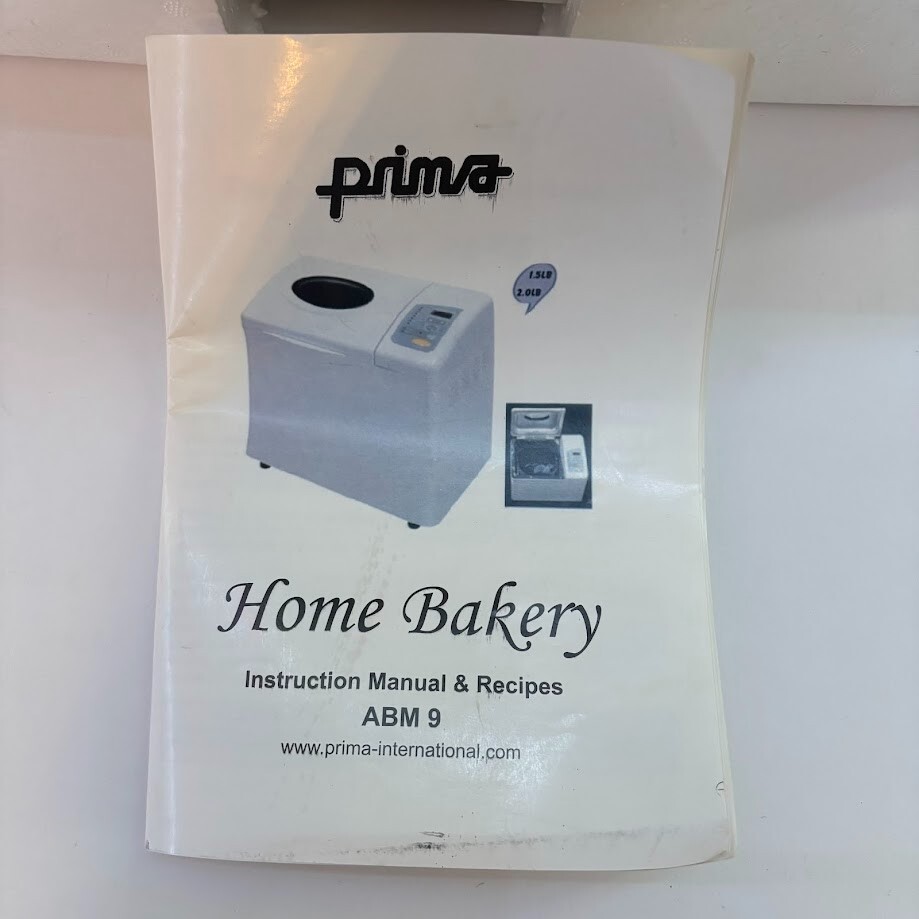 prima
1.5LB
2.0LB
Home Bakery
Instruction Manual & Recipes
ABM 9
www.prima-international.com